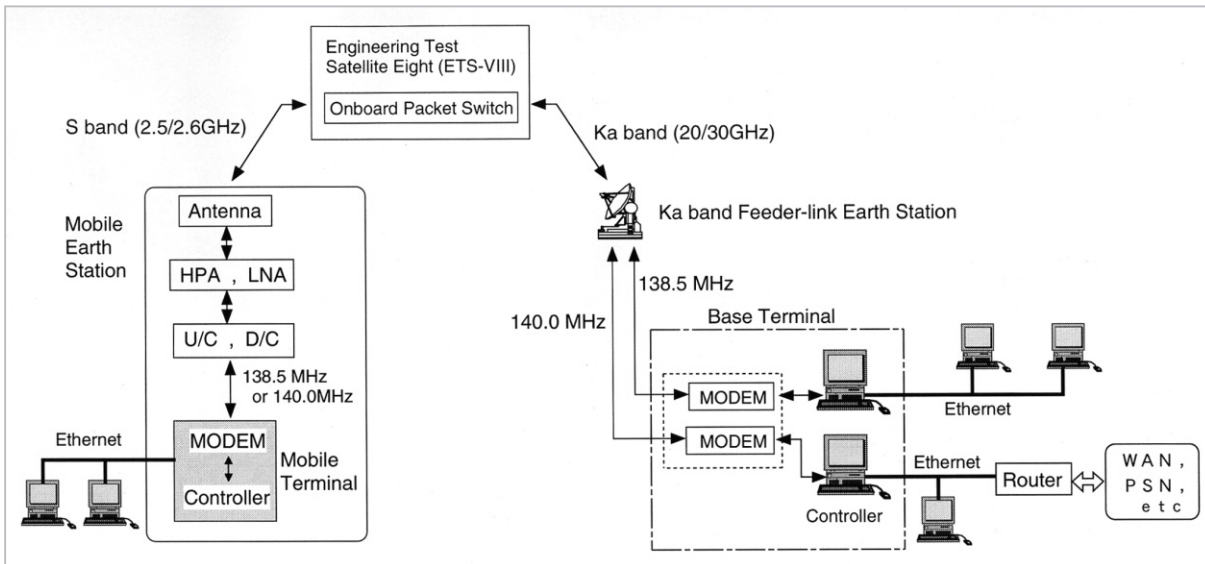 Engineering Test
Satellite Eight (ETS-VIII)
Onboard Packet Switch
S band (2.5/2.6GHz)
Ka band (20/30GHz)
Mobile
Earth
Station
Antenna
HPA , LNA
U/C , D/C
138.5 MHz
or 140.0MHz
Ethernet
MODEM
Controller
Mobile
Terminal
Ka band Feeder-link Earth Station
138.5 MHz
140.0 MHz
Base Terminal
MODEM
MODEM
Ethernet
Controller
Ethernet
Router
WAN,
PSN,
etc